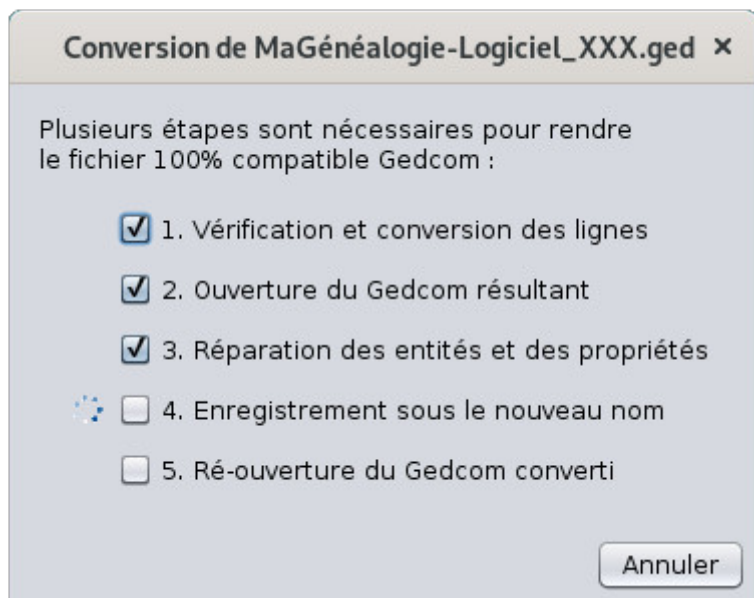 Conversion de MaGénéalogie-Logiciel_XXX.ged ×
Plusieurs étapes sont nécessaires pour rendre
le fichier 100% compatible Gedcom :
1. Vérification et conversion des lignes
2. Ouverture du Gedcom résultant
3. Réparation des entités et des propriétés
4. Enregistrement sous le nouveau nom
5. Ré-ouverture du Gedcom converti
Annuler